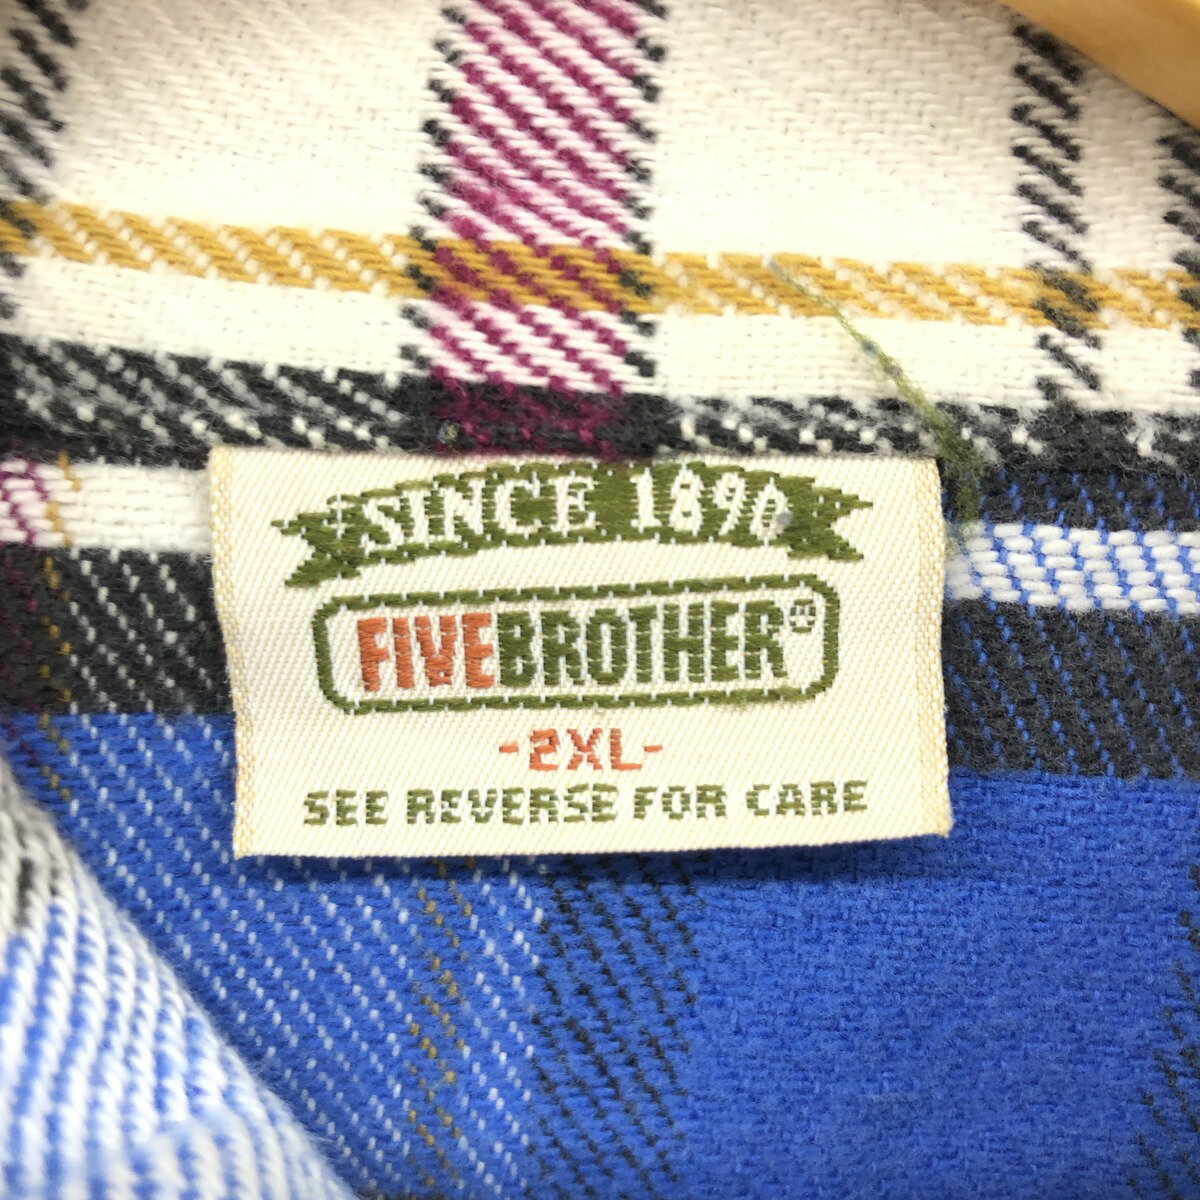 SINCE 1890
FIVEBROTHER®
-2XL-
SEE REVERSE FOR CARE